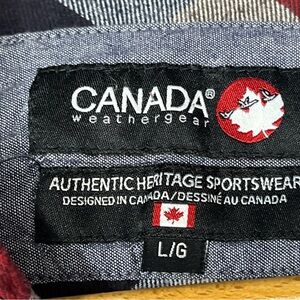 CANADA®
weathergear
AUTHENTIC HERITAGE SPORTSWEAR
DESIGNED IN CANADA/DESSINÉ AU CANADA
L/G